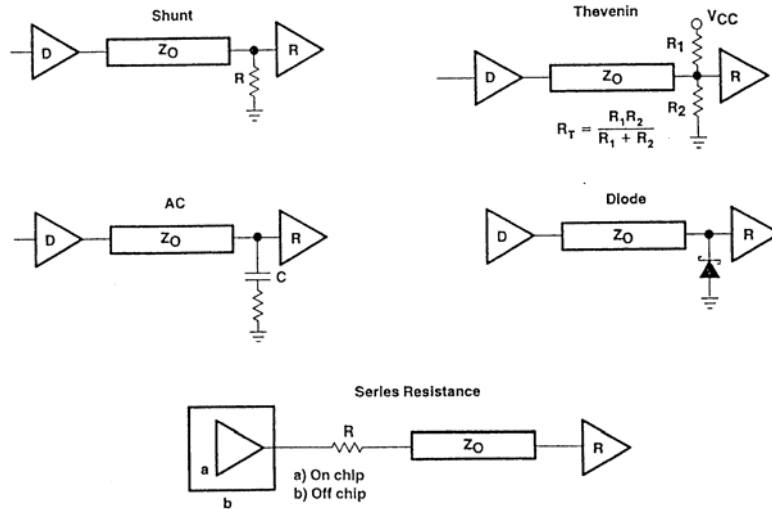 Shunt
D
ZO
R
R
Thevenin
VCC
R1
D
ZO
R
R2
RT = R1R2 / R1 + R2
AC
D
ZO
R
C
Diode
D
ZO
R
Series Resistance
a
R
ZO
R
a) On chip
b) Off chip
b